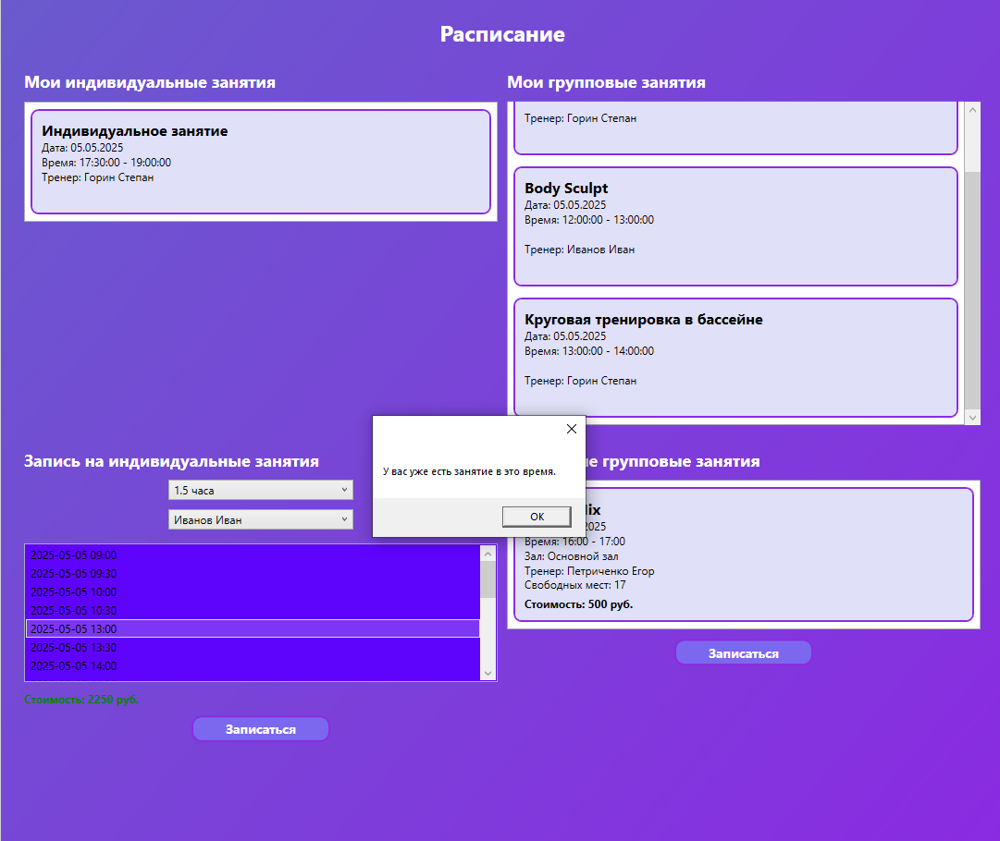 Расписание
Мои индивидуальные занятия
Индивидуальное занятие
Дата: 05.05.2025
Время: 17:30:00 - 19:00:00
Тренер: Горин Степан
Мои групповые занятия
Тренер: Горин Степан
Body Sculpt
Дата: 05.05.2025
Время: 12:00:00 - 13:00:00
Тренер: Иванов Иван
Круговая тренировка в бассейне
Дата: 05.05.2025
Время: 13:00:00 - 14:00:00
Тренер: Горин Степан
У вас уже есть занятие в это время.
OK
Запись на индивидуальные занятия
1.5 часа
Иванов Иван
2025-05-05 09:00
2025-05-05 09:30
2025-05-05 10:00
2025-05-05 10:30
2025-05-05 13:00
2025-05-05 13:30
2025-05-05 14:00
Стоимость: 2250 руб.
Записаться
групповые занятия
Время: 16:00 - 17:00
Зал: Основной зал
Тренер: Петриченко Егор
Свободных мест: 17
Стоимость: 500 руб.
Записаться